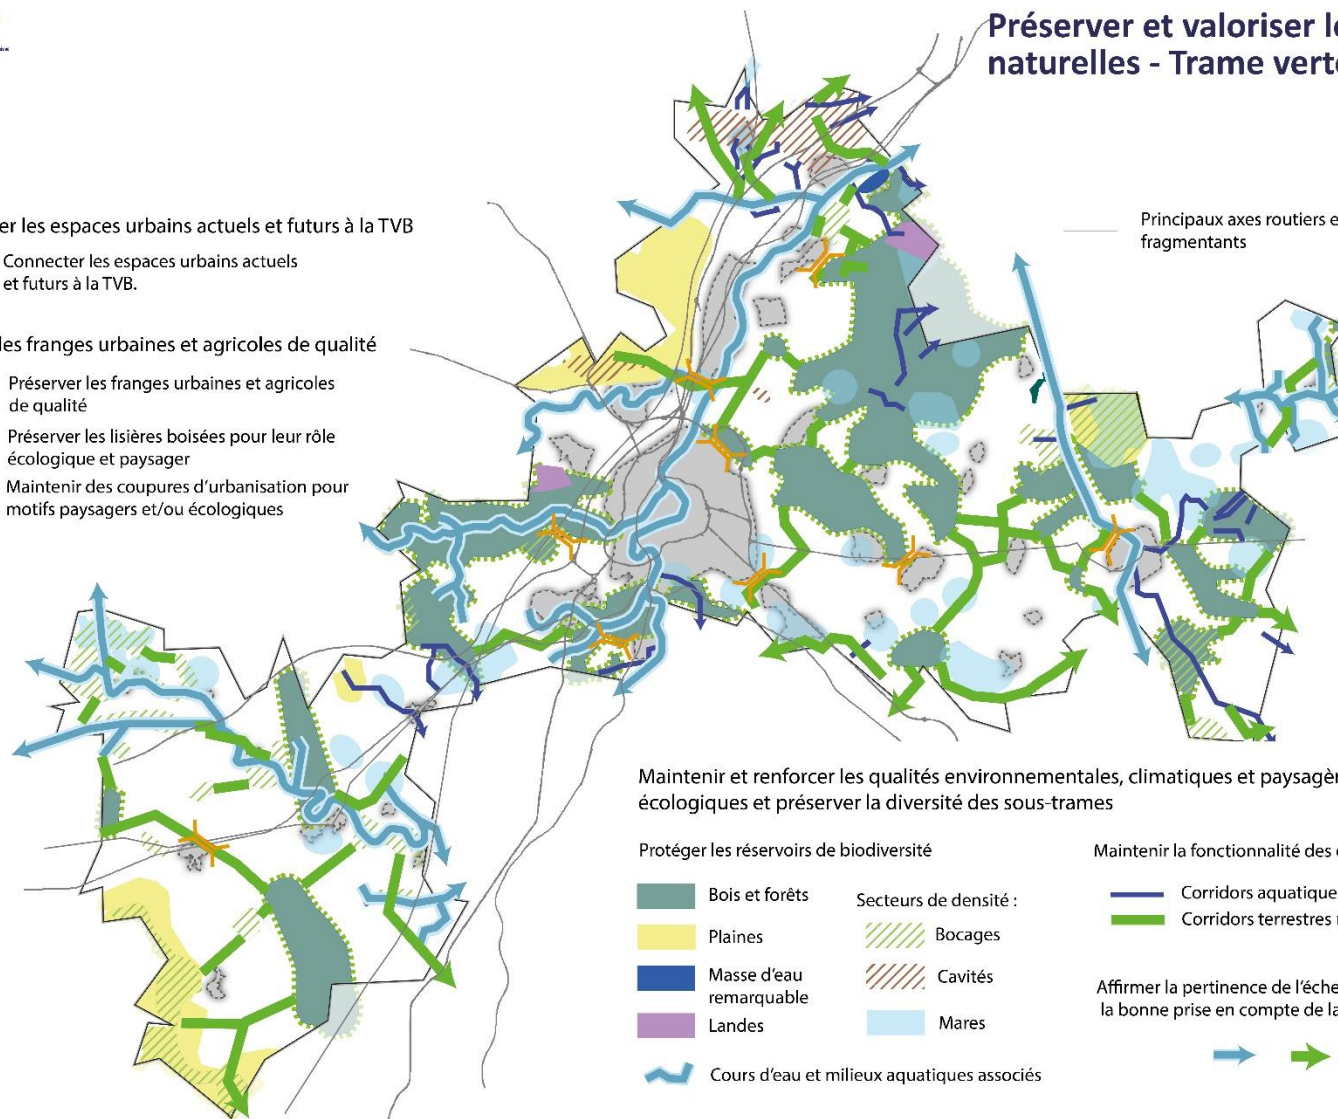 Préserver et valoriser le
naturelles - Trame verte
er les espaces urbains actuels et futurs à la TVB
Connecter les espaces urbains actuels
et futurs à la TVB.
les franges urbaines et agricoles de qualité
Préserver les franges urbaines et agricoles
de qualité
Préserver les lisières boisées pour leur rôle
écologique et paysager
Maintenir des coupures d'urbanisation pour
motifs paysagers et/ou écologiques
Principaux axes routiers e
fragmentants
Maintenir et renforcer les qualités environnementales, climatiques et paysagèr
écologiques et préserver la diversité des sous-trames
Protéger les réservoirs de biodiversité
Bois et forêts
Plaines
Masse d'eau
remarquable
Landes
Cours d'eau et milieux aquatiques associés
Secteurs de densité :
Bocages
Cavités
Mares
Maintenir la fonctionnalité des
Corridors aquatique
Corridors terrestres
Affirmer la pertinence de l'éche
la bonne prise en compte de la